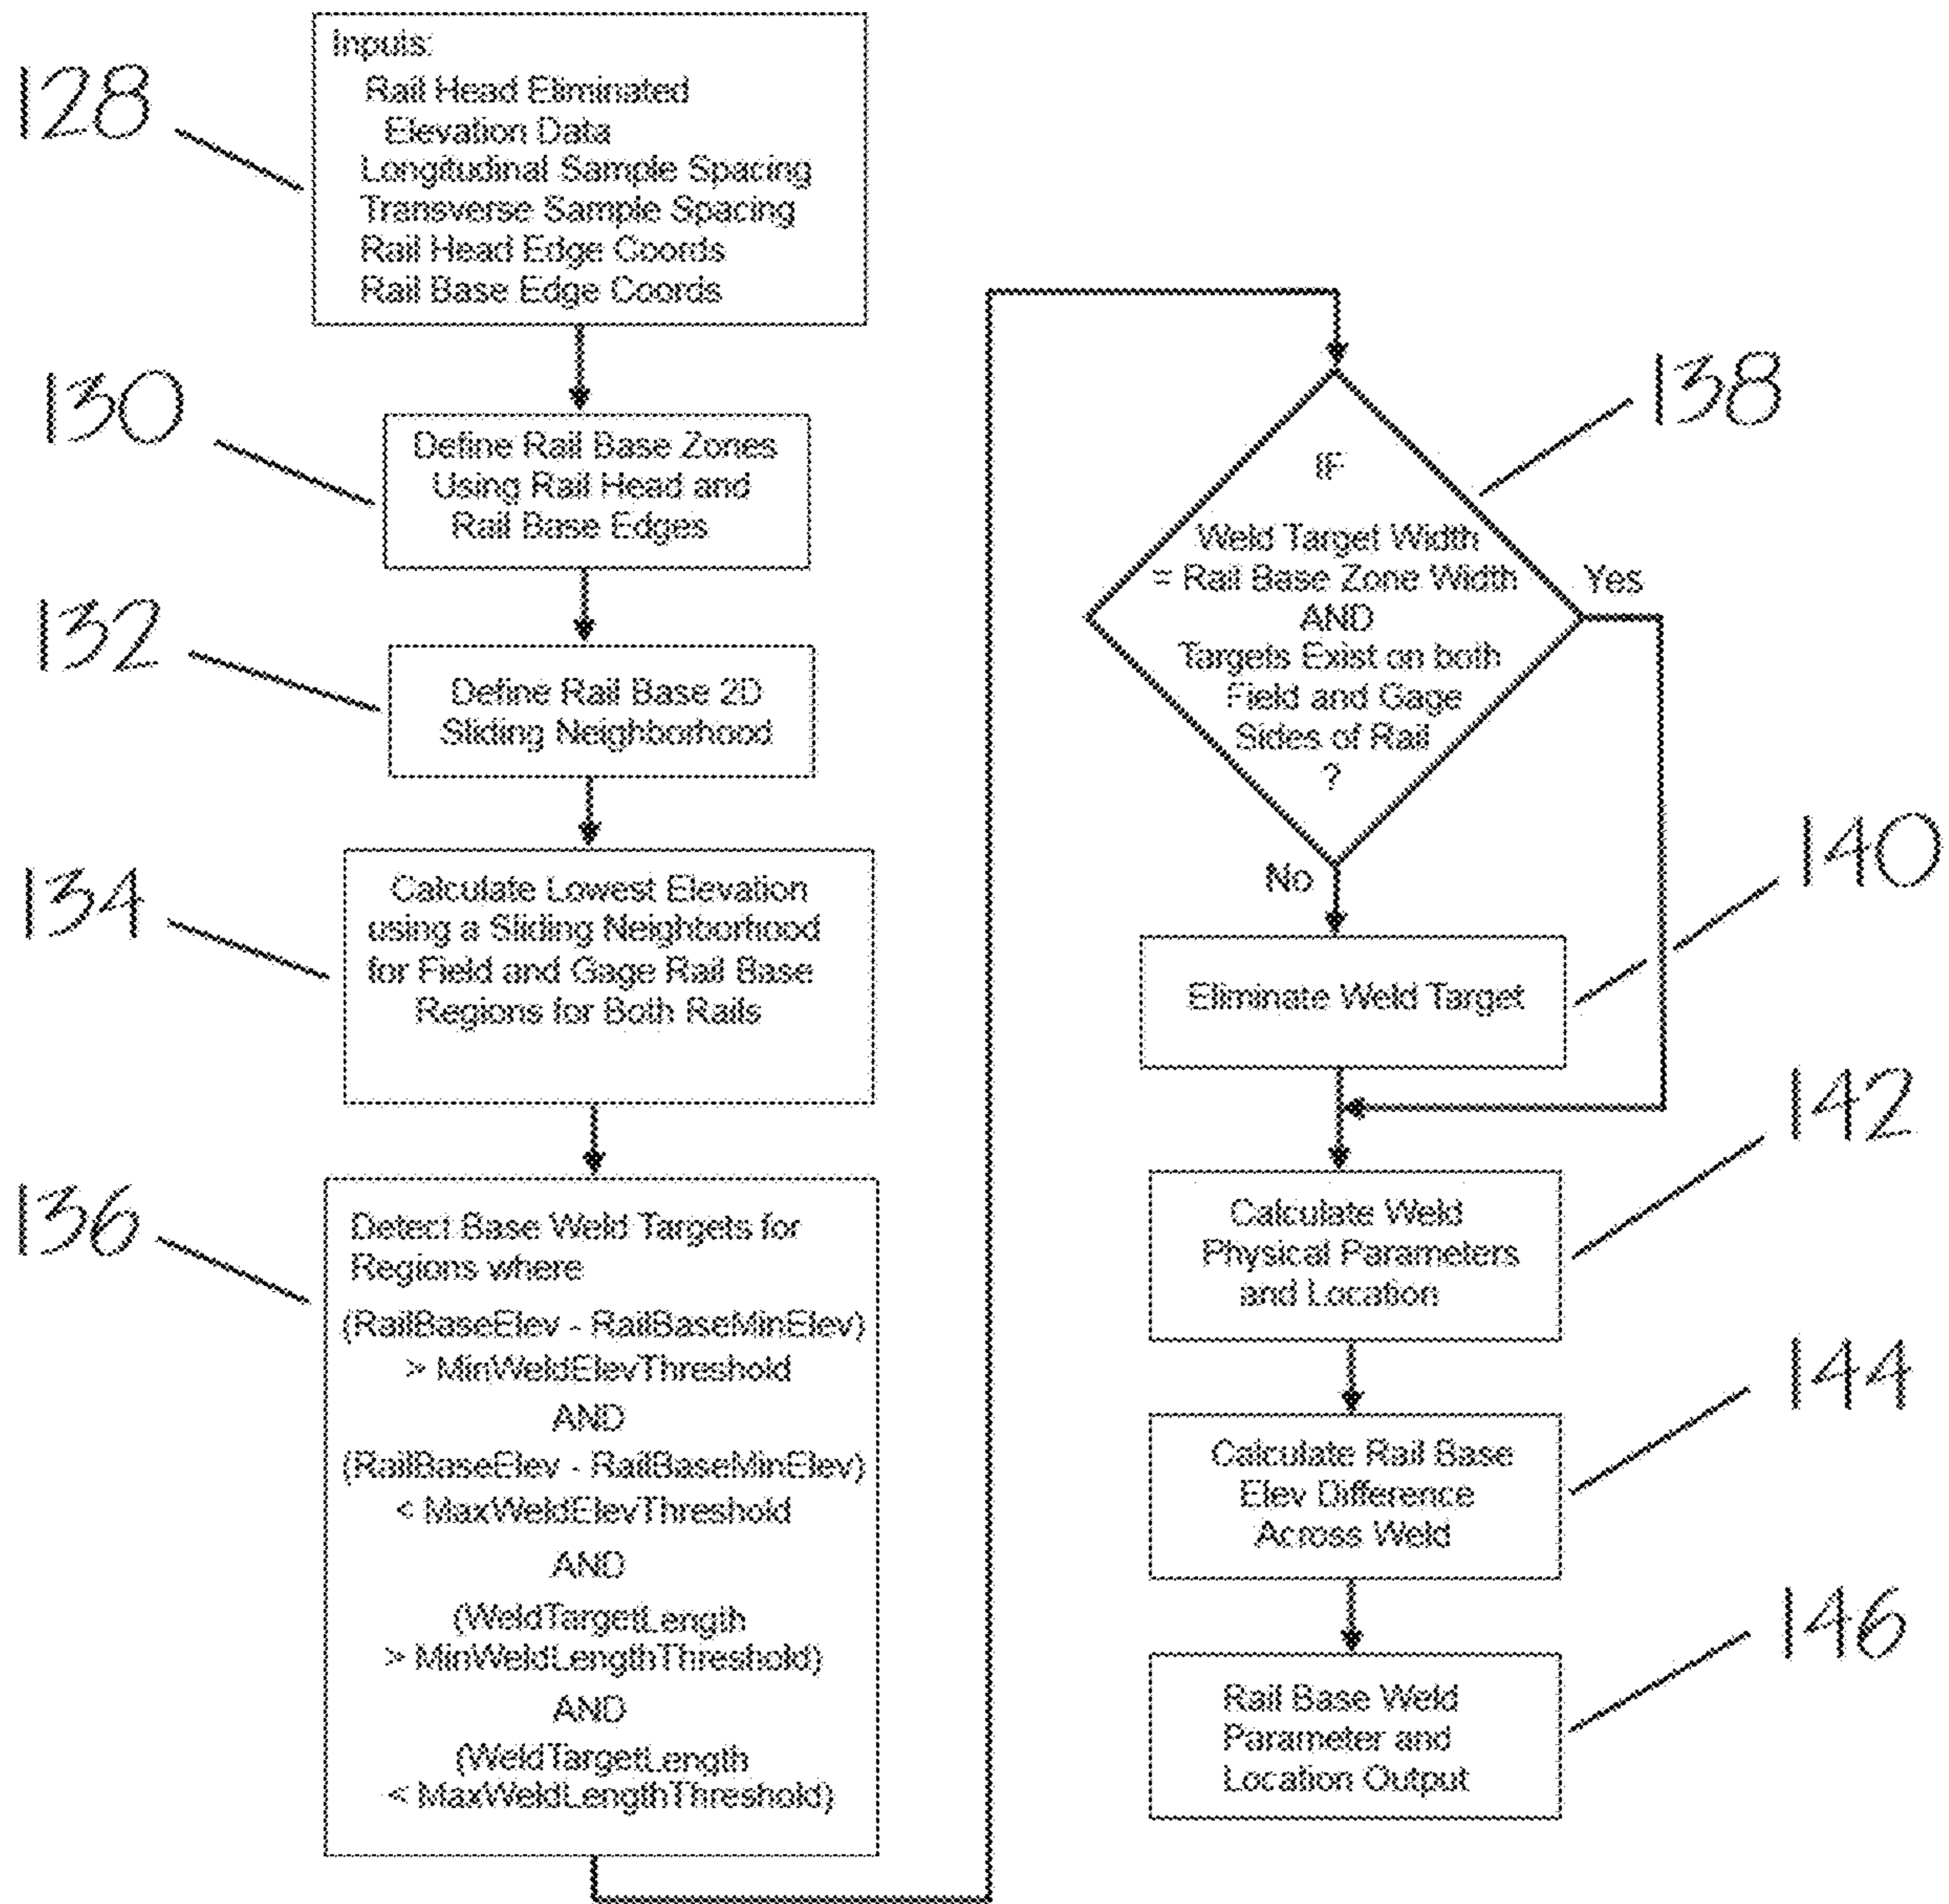 128
Inputs:
Rail Head Eliminated
Elevation Data
Longitudinal Sample Spacing
Transverse Sample Spacing
Rail Head Edge Coords
Rail Base Edge Coords
130
Define Rail Base Zones
Using Rail Head and
Rail Base Edges
132
Define Rail Base 2D
Sliding Neighborhood
134
Calculate Lowest Elevation
using a Sliding Neighborhood
for Field and Gage Rail Base
Regions for Both Rails
136
Detect Base Weld Targets for
Regions where
(RailBaseElev - RailBaseMinElev)
> MinWeldElevThreshold
AND
(RailBaseElev - RailBaseMinElev)
< MaxWeldElevThreshold
AND
(WeldTargetLength
> MinWeldLengthThreshold)
AND
(WeldTargetLength
< MaxWeldLengthThreshold)
138
IF
Weld Target Width
= Rail Base Zone Width
AND
Targets Exist on both
Field and Gage
Sides of Rail
?
Yes
No
140
Eliminate Weld Target
142
Calculate Weld
Physical Parameters
and Location
144
Calculate Rail Base
Elev Difference
Across Weld
146
Rail Base Weld
Parameter and
Location Output